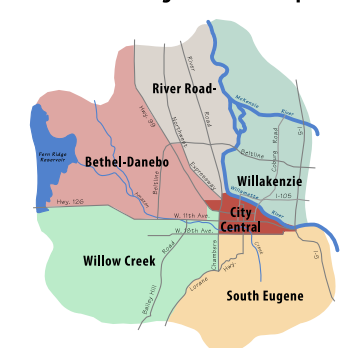 River Road-
River
Road
Hwy. 99
Northwest
Expressway
McKenzie
River
I-5
Coburg Road
Beltline
Fern Ridge
Reservoir
Bethel-Danebo
Beltline
Willakenzie
Willamette
River
I-105
Hwy. 126
W. 11th Ave.
W. 18th Ave.
City
Central
Willow Creek
Road
Bailey Hill
Chambers
Lorane
Hwy.
I-5
South Eugene